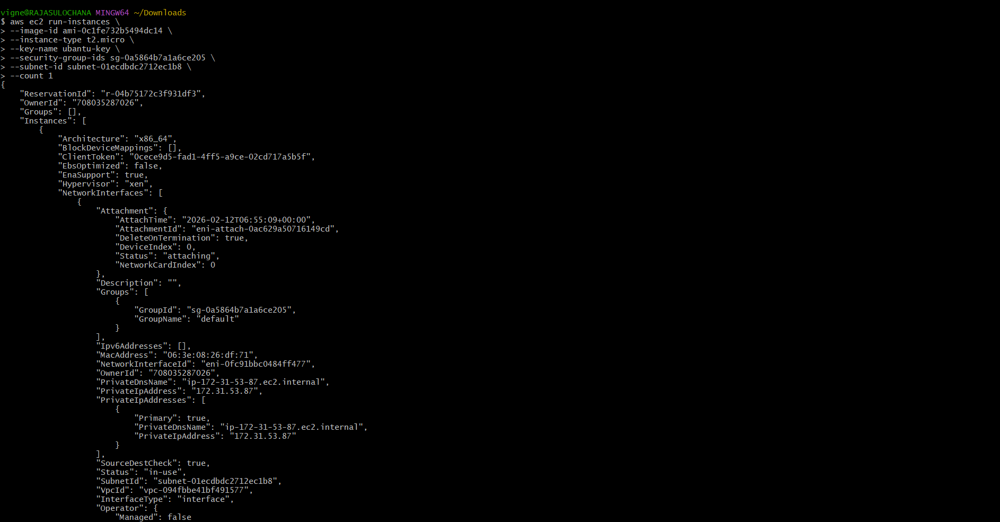 vigne@RAJASULOCHANA MINGW64 ~/Downloads
$ aws ec2 run-instances \
> --image-id ami-0c1fe732b5494dc14 \
> --instance-type t2.micro \
> --key-name ubantu-key \
> --security-group-ids sg-0a5864b7a1a6ce205 \
> --subnet-id subnet-01ecdbdc2712ec1b8 \
> --count 1
{
    "ReservationId": "r-04b75172c3f931df3",
    "OwnerId": "708035287026",
    "Groups": [],
    "Instances": [
        {
            "Architecture": "x86_64",
            "BlockDeviceMappings": [],
            "ClientToken": "0cece9d5-fad1-4ff5-a9ce-02cd717a5b5f",
            "EbsOptimized": false,
            "EnaSupport": true,
            "Hypervisor": "xen",
            "NetworkInterfaces": [
                {
                    "Attachment": {
                        "AttachTime": "2026-02-12T06:55:09+00:00",
                        "AttachmentId": "eni-attach-0ac629a50716149cd",
                        "DeleteOnTermination": true,
                        "DeviceIndex": 0,
                        "Status": "attaching",
                        "NetworkCardIndex": 0
                    },
                    "Description": "",
                    "Groups": [
                        {
                            "GroupId": "sg-0a5864b7a1a6ce205",
                            "GroupName": "default"
                        }
                    ],
                    "Ipv6Addresses": [],
                    "MacAddress": "06:3e:08:26:df:71",
                    "NetworkInterfaceId": "eni-0fc91bbc0484ff477",
                    "OwnerId": "708035287026",
                    "PrivateDnsName": "ip-172-31-53-87.ec2.internal",
                    "PrivateIpAddress": "172.31.53.87",
                    "PrivateIpAddresses": [
                        {
                            "Primary": true,
                            "PrivateDnsName": "ip-172-31-53-87.ec2.internal",
                            "PrivateIpAddress": "172.31.53.87"
                        }
                    ],
                    "SourceDestCheck": true,
                    "Status": "in-use",
                    "SubnetId": "subnet-01ecdbdc2712ec1b8",
                    "VpcId": "vpc-094fbbe41bf491577",
                    "InterfaceType": "interface",
                    "Operator": {
                        "Managed": false